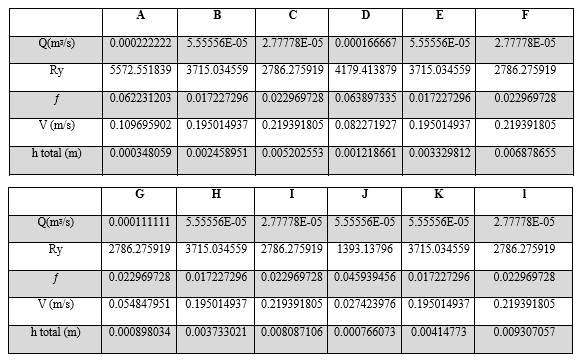 A B C D E F
Q(m³/s) 0.000222222 5.55556E-05 2.77778E-05 0.000166667 5.55556E-05 2.77778E-05
Ry 5572.551839 3715.034559 2786.275919 4179.413879 3715.034559 2786.275919
f 0.062231203 0.017227296 0.022969728 0.063897335 0.017227296 0.022969728
V (m/s) 0.109695902 0.195014937 0.219391805 0.082271927 0.195014937 0.219391805
h total (m) 0.000348059 0.002458951 0.005202553 0.001218661 0.003329812 0.006878655
G H I J K l
Q(m³/s) 0.000111111 5.55556E-05 2.77778E-05 5.55556E-05 5.55556E-05 2.77778E-05
Ry 2786.275919 3715.034559 2786.275919 1393.13796 3715.034559 2786.275919
f 0.022969728 0.017227296 0.022969728 0.045939456 0.017227296 0.022969728
V (m/s) 0.054847951 0.195014937 0.219391805 0.027423976 0.195014937 0.219391805
h total (m) 0.000898034 0.003733021 0.008087106 0.000766073 0.00414773 0.009307057